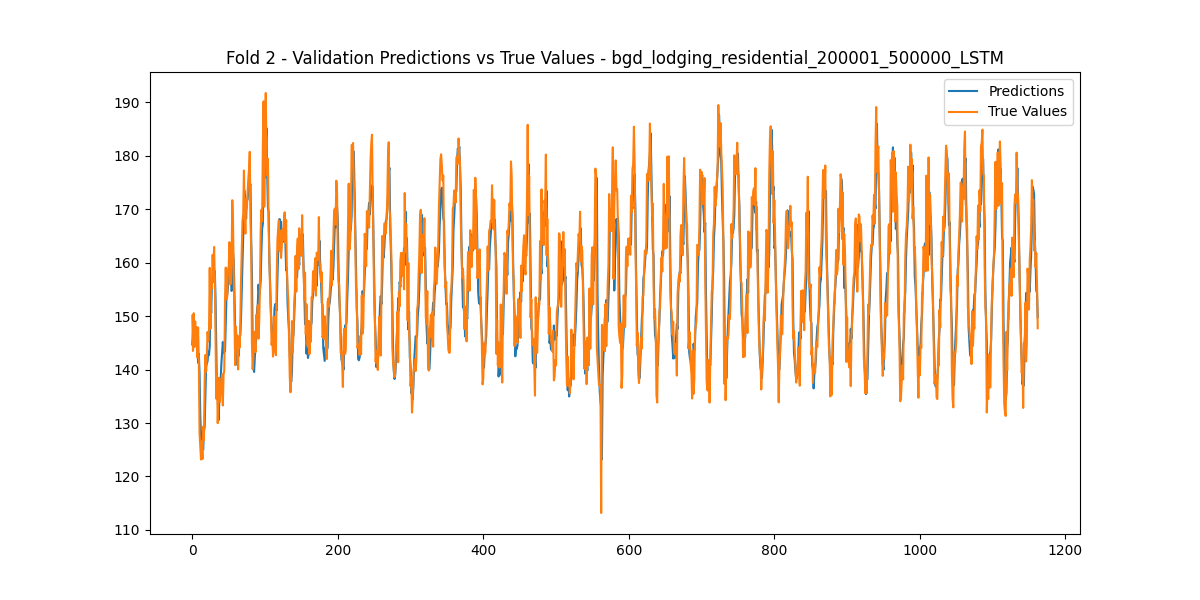 Fold 2 - Validation Predictions vs True Values - bgd_lodging_residential_200001_500000_LSTM
Predictions
True Values
190
180
170
160
150
140
130
120
110
0 200 400 600 800 1000 1200